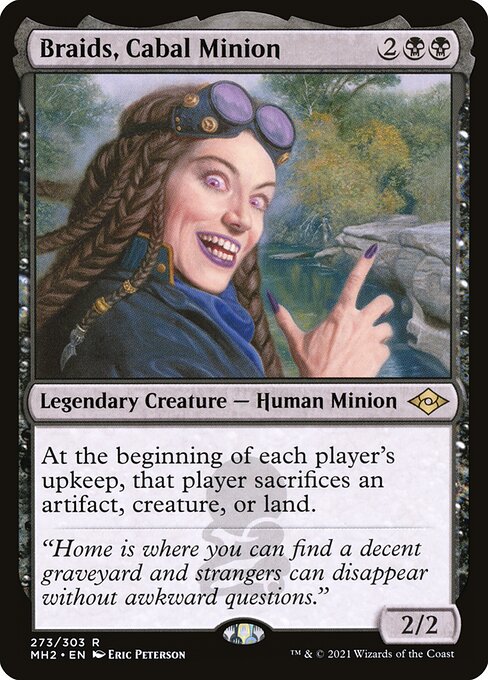 Braids, Cabal Minion 2
Legendary Creature — Human Minion
At the beginning of each player's
upkeep, that player sacrifices an
artifact, creature, or land.
“Home is where you can find a decent
graveyard and strangers can disappear
without awkward questions.”
2/2
273/303 R
MH2 • EN Eric Peterson
™ & © 2021 Wizards of the Coast